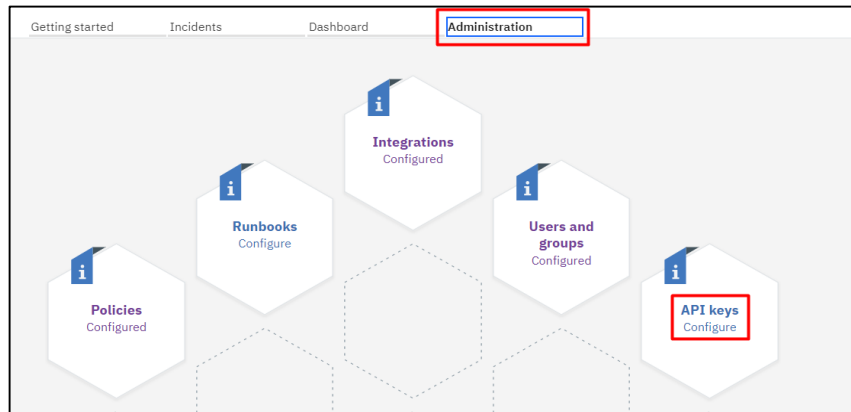 Getting started
Incidents
Dashboard
Administration
i
Integrations
Configured
i
Runbooks
Configure
i
Users and
groups
Configured
i
Policies
Configured
i
API keys
Configure